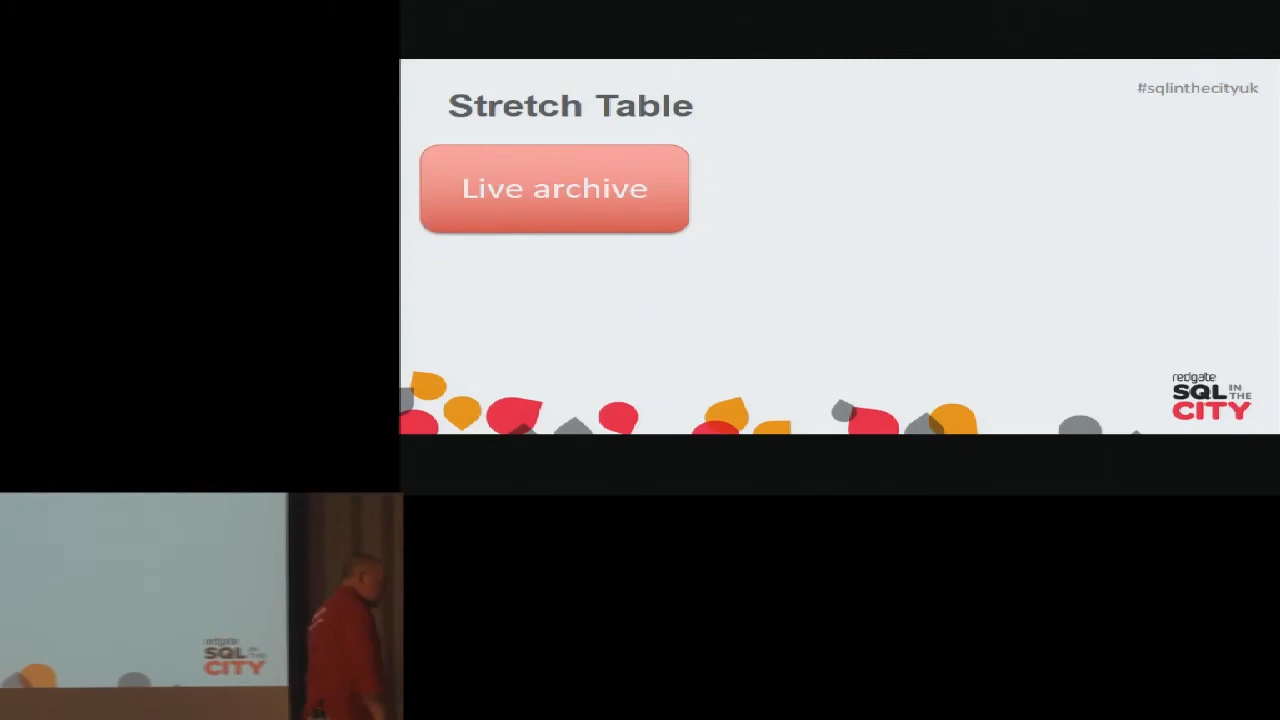 #sqlinthecityuk
Stretch Table
Live archive
redgate
SQL IN THE
CITY
redgate
SQL IN THE
CITY